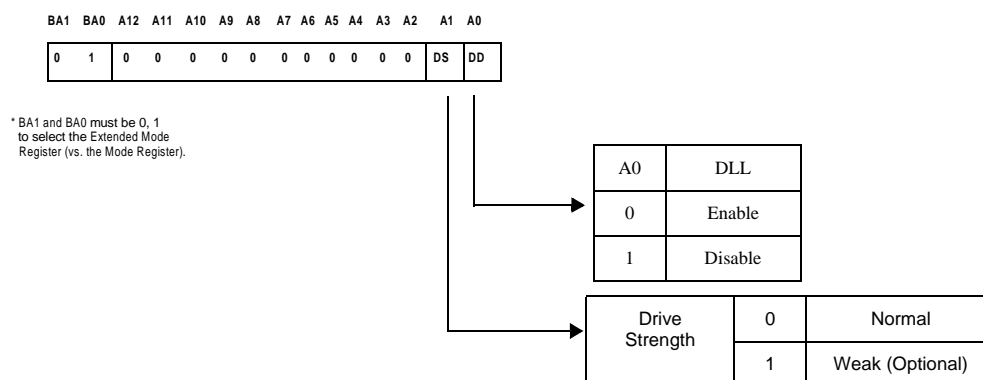 BA1 BA0 A12 A11 A10 A9 A8 A7 A6 A5 A4 A3 A2 A1 A0
0 1 0 0 0 0 0 0 0 0 0 0 0 DS DD
* BA1 and BA0 must be 0, 1
to select the Extended Mode
Register (vs. the Mode Register).
A0 DLL
0 Enable
1 Disable
Drive
Strength
0 Normal
1 Weak (Optional)